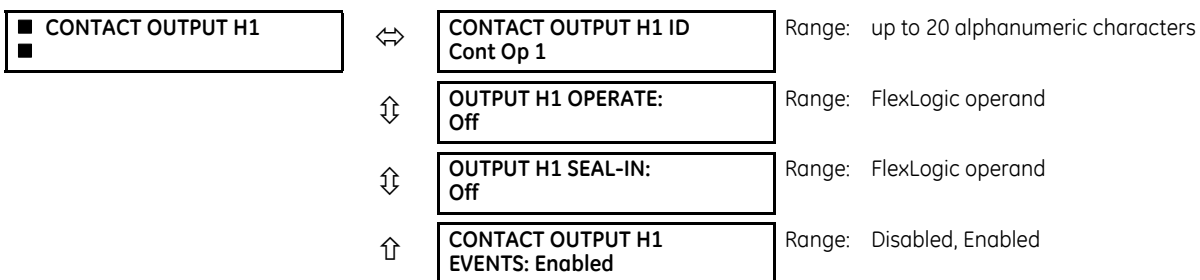 ■ CONTACT OUTPUT H1
■
CONTACT OUTPUT H1 ID
Cont Op 1
Range: up to 20 alphanumeric characters
OUTPUT H1 OPERATE:
Off
Range: FlexLogic operand
OUTPUT H1 SEAL-IN:
Off
Range: FlexLogic operand
CONTACT OUTPUT H1
EVENTS: Enabled
Range: Disabled, Enabled